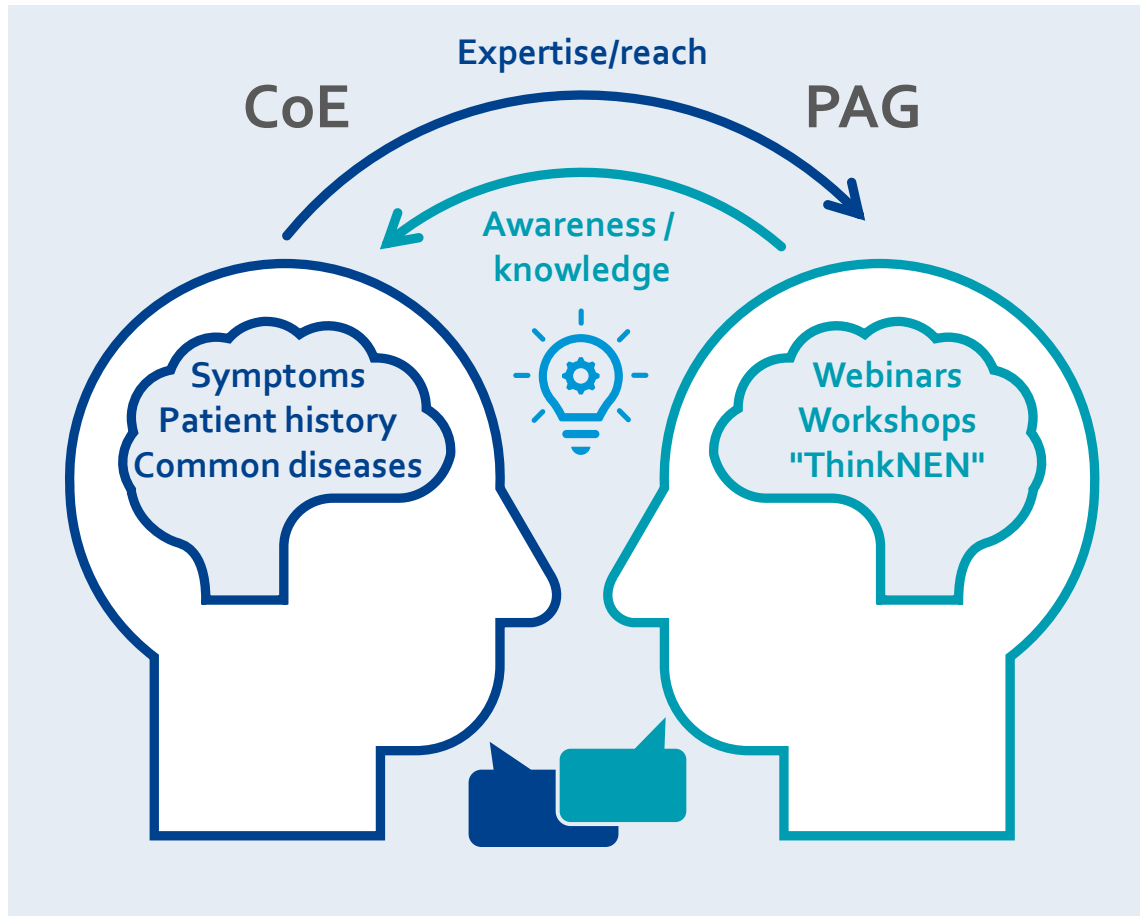 Expertise/reach
CoE
PAG
Awareness /
knowledge
Symptoms
Patient history
Common diseases
Webinars
Workshops
"ThinkNEN"